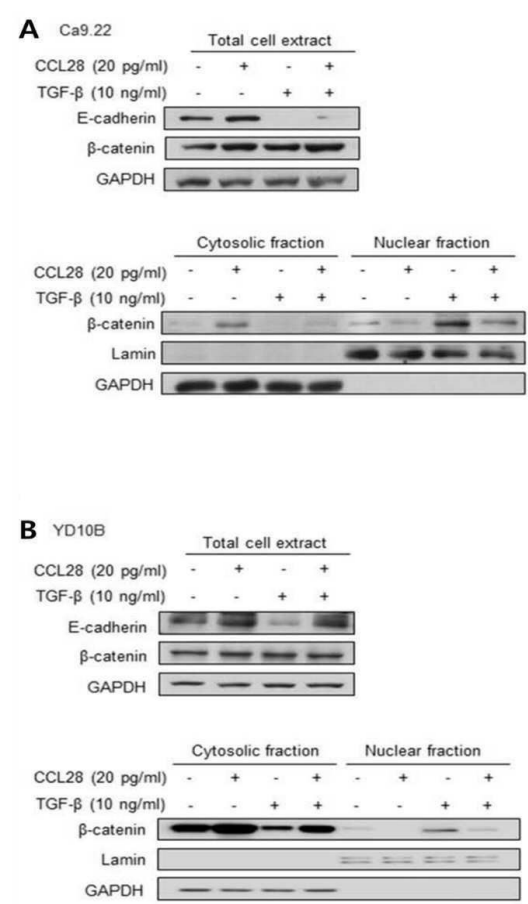 A Ca9.22
Total cell extract
CCL28 (20 pg/ml) - + - +
TGF-β (10 ng/ml) - - + +
E-cadherin
β-catenin
GAPDH
Cytosolic fraction Nuclear fraction
CCL28 (20 pg/ml) - + - + - + - +
TGF-β (10 ng/ml) - - + + - - + +
β-catenin
Lamin
GAPDH
B YD10B
Total cell extract
CCL28 (20 pg/ml) - + - +
TGF-β (10 ng/ml) - - + +
E-cadherin
β-catenin
GAPDH
Cytosolic fraction Nuclear fraction
CCL28 (20 pg/ml) - + - + - + - +
TGF-β (10 ng/ml) - - + + - - + +
β-catenin
Lamin
GAPDH